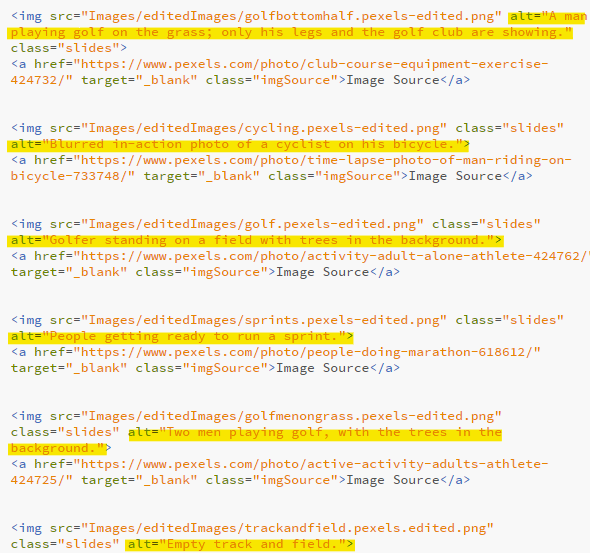 <img src="Images/editedImages/golfbottomhalf.pexels-edited.png" alt="A man
playing golf on the grass; only his legs and the golf club are showing."
class="slides">
<a href="https://www.pexels.com/photo/club-course-equipment-exercise-
424732/" target="_blank" class="imgSource">Image Source</a>
<img src="Images/editedImages/cycling.pexels-edited.png" class="slides"
alt="Blurred in-action photo of a cyclist on his bicycle.">
<a href="https://www.pexels.com/photo/time-lapse-photo-of-man-riding-on-
bicycle-733748/" target="_blank" class="imgSource">Image Source</a>
<img src="Images/editedImages/golf.pexels-edited.png" class="slides"
alt="Golfer standing on a field with trees in the background.">
<a href="https://www.pexels.com/photo/activity-adult-alone-athlete-424762/"
target="_blank" class="imgSource">Image Source</a>
<img src="Images/editedImages/sprints.pexels-edited.png" class="slides"
alt="People getting ready to run a sprint.">
<a href="https://www.pexels.com/photo/people-doing-marathon-618612/"
target="_blank" class="imgSource">Image Source</a>
<img src="Images/editedImages/golfmenongrass.pexels-edited.png"
class="slides" alt="Two men playing golf, with the trees in the
background.">
<a href="https://www.pexels.com/photo/active-activity-adults-athlete-
424725/" target="_blank" class="imgSource">Image Source</a>
<img src="Images/editedImages/trackandfield.pexels.edited.png"
class="slides" alt="Empty track and field.">